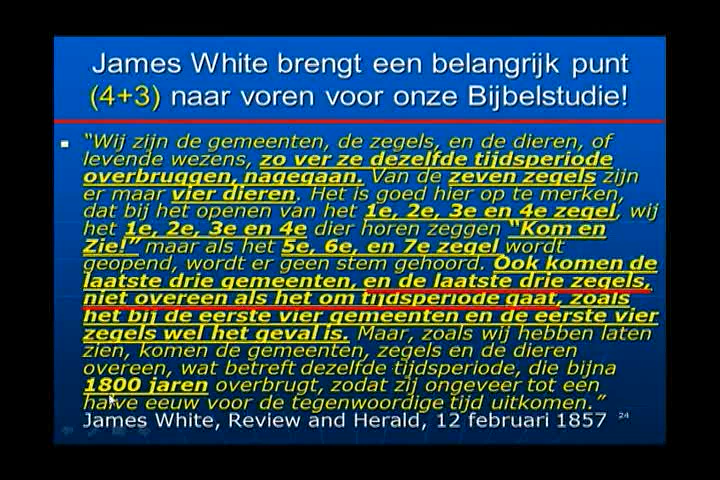 James White brengt een belangrijk punt
(4+3) naar voren voor onze Bijbelstudie!
“Wij zijn de gemeenten, de zegels, en de dieren, of
levende wezens, zo ver ze dezelfde tijdsperiode
overbruggen, nagegaan. Van de zeven zegels zijn
er maar vier dieren. Het is goed hier op te merken,
dat bij het openen van het 1e, 2e, 3e en 4e zegel, wij
het 1e, 2e, 3e en 4e dier horen zeggen “Kom en
Zie!” maar als het 5e, 6e, en 7e zegel wordt
geopend, wordt er geen stem gehoord. Ook komen de
laatste drie gemeenten, en de laatste drie zegels,
niet overeen als het om tijdsperiode gaat, zoals
het bij de eerste vier gemeenten en de eerste vier
zegels wel het geval is. Maar, zoals wij hebben laten
zien, komen de gemeenten, zegels en de dieren
overeen, wat betreft dezelfde tijdsperiode, die bijna
1800 jaren overbrugt, zodat zij ongeveer tot een
halve eeuw voor de tegenwoordige tijd uitkomen.”
James White, Review and Herald, 12 februari 1857
24